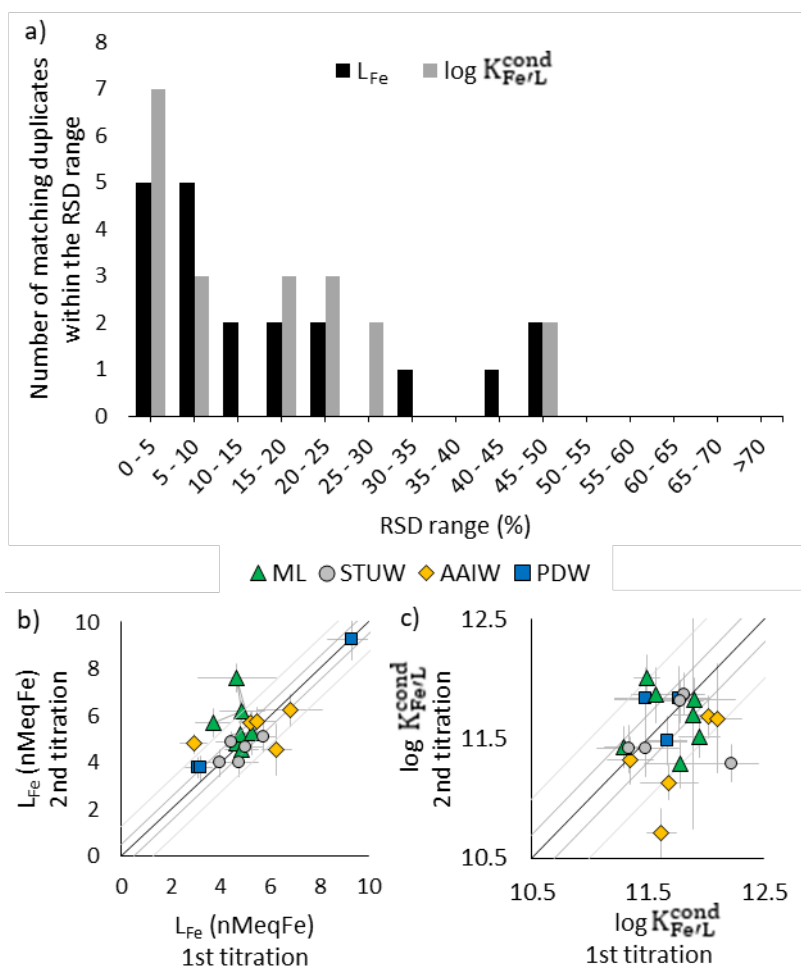 a)
Number of matching duplicates
within the RSD range
8
7
6
5
4
3
2
1
0
L_Fe log K^cond_Fe'L
0 - 5 5 - 10 10 - 15 15 - 20 20 - 25 25 - 30 30 - 35 35 - 40 40 - 45 45 - 50 50 - 55 55 - 60 60 - 65 65 - 70 >70
RSD range (%)
ML STUW AAIW PDW
b)
L_Fe (nMeqFe)
2nd titration
10
8
6
4
2
0
0 2 4 6 8 10
L_Fe (nMeqFe)
1st titration
c)
log K^cond_Fe'L
2nd titration
12.5
11.5
10.5
10.5 11.5 12.5
log K^cond_Fe'L
1st titration